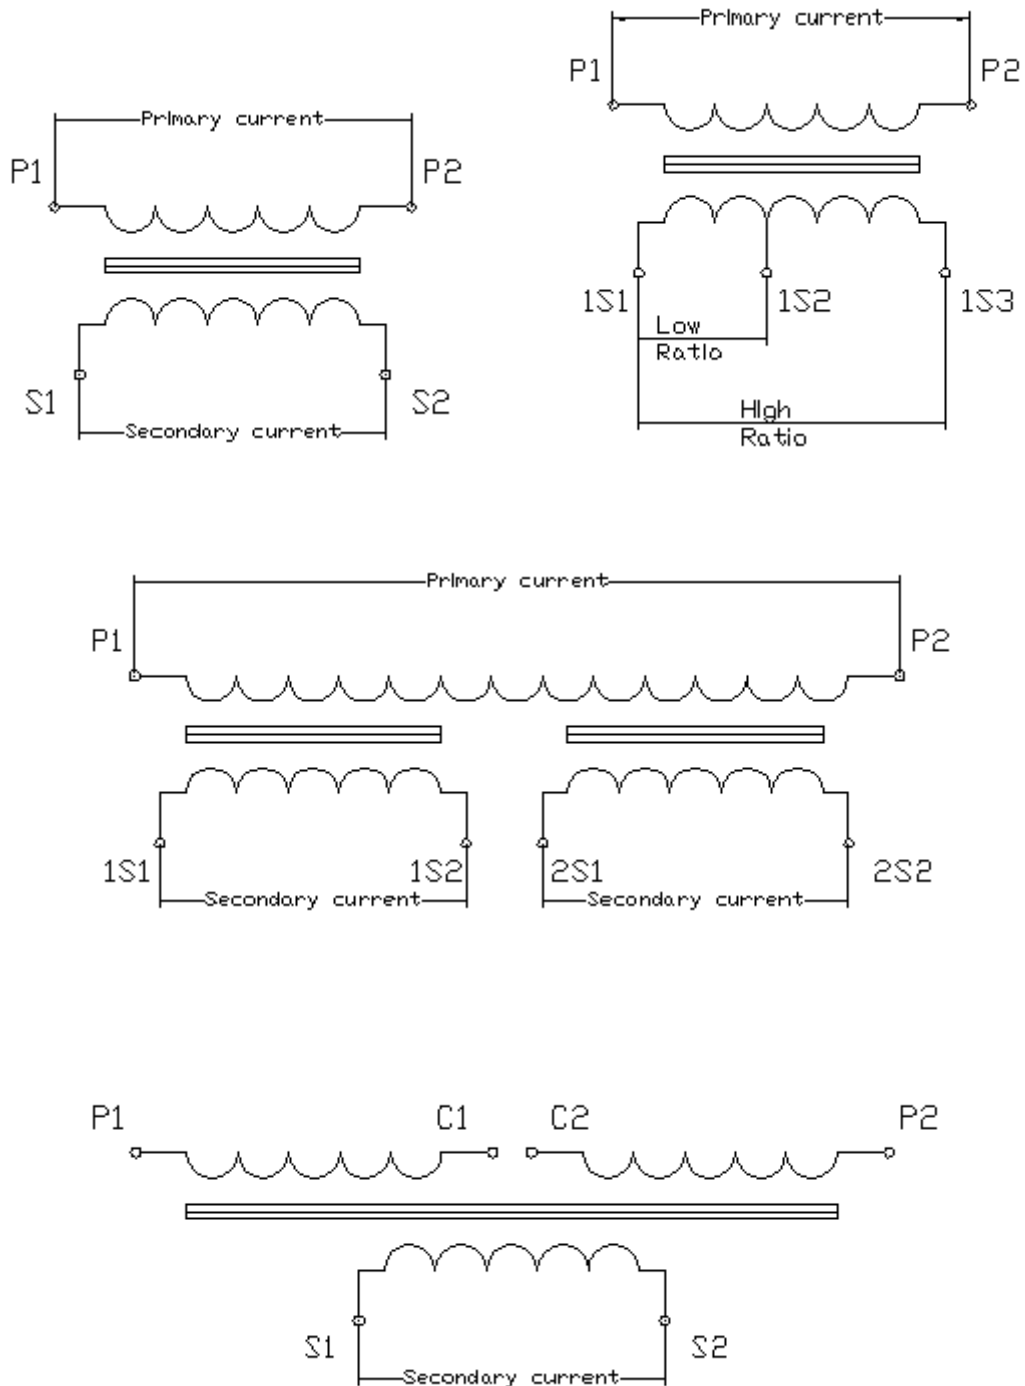 Primary current
P1 P2
S1 S2
Secondary current
Primary current
P1 P2
1S1 1S2 1S3
Low
Ratio
High
Ratio
Primary current
P1 P2
1S1 1S2 2S1 2S2
Secondary current Secondary current
P1 C1 C2 P2
S1 S2
Secondary current